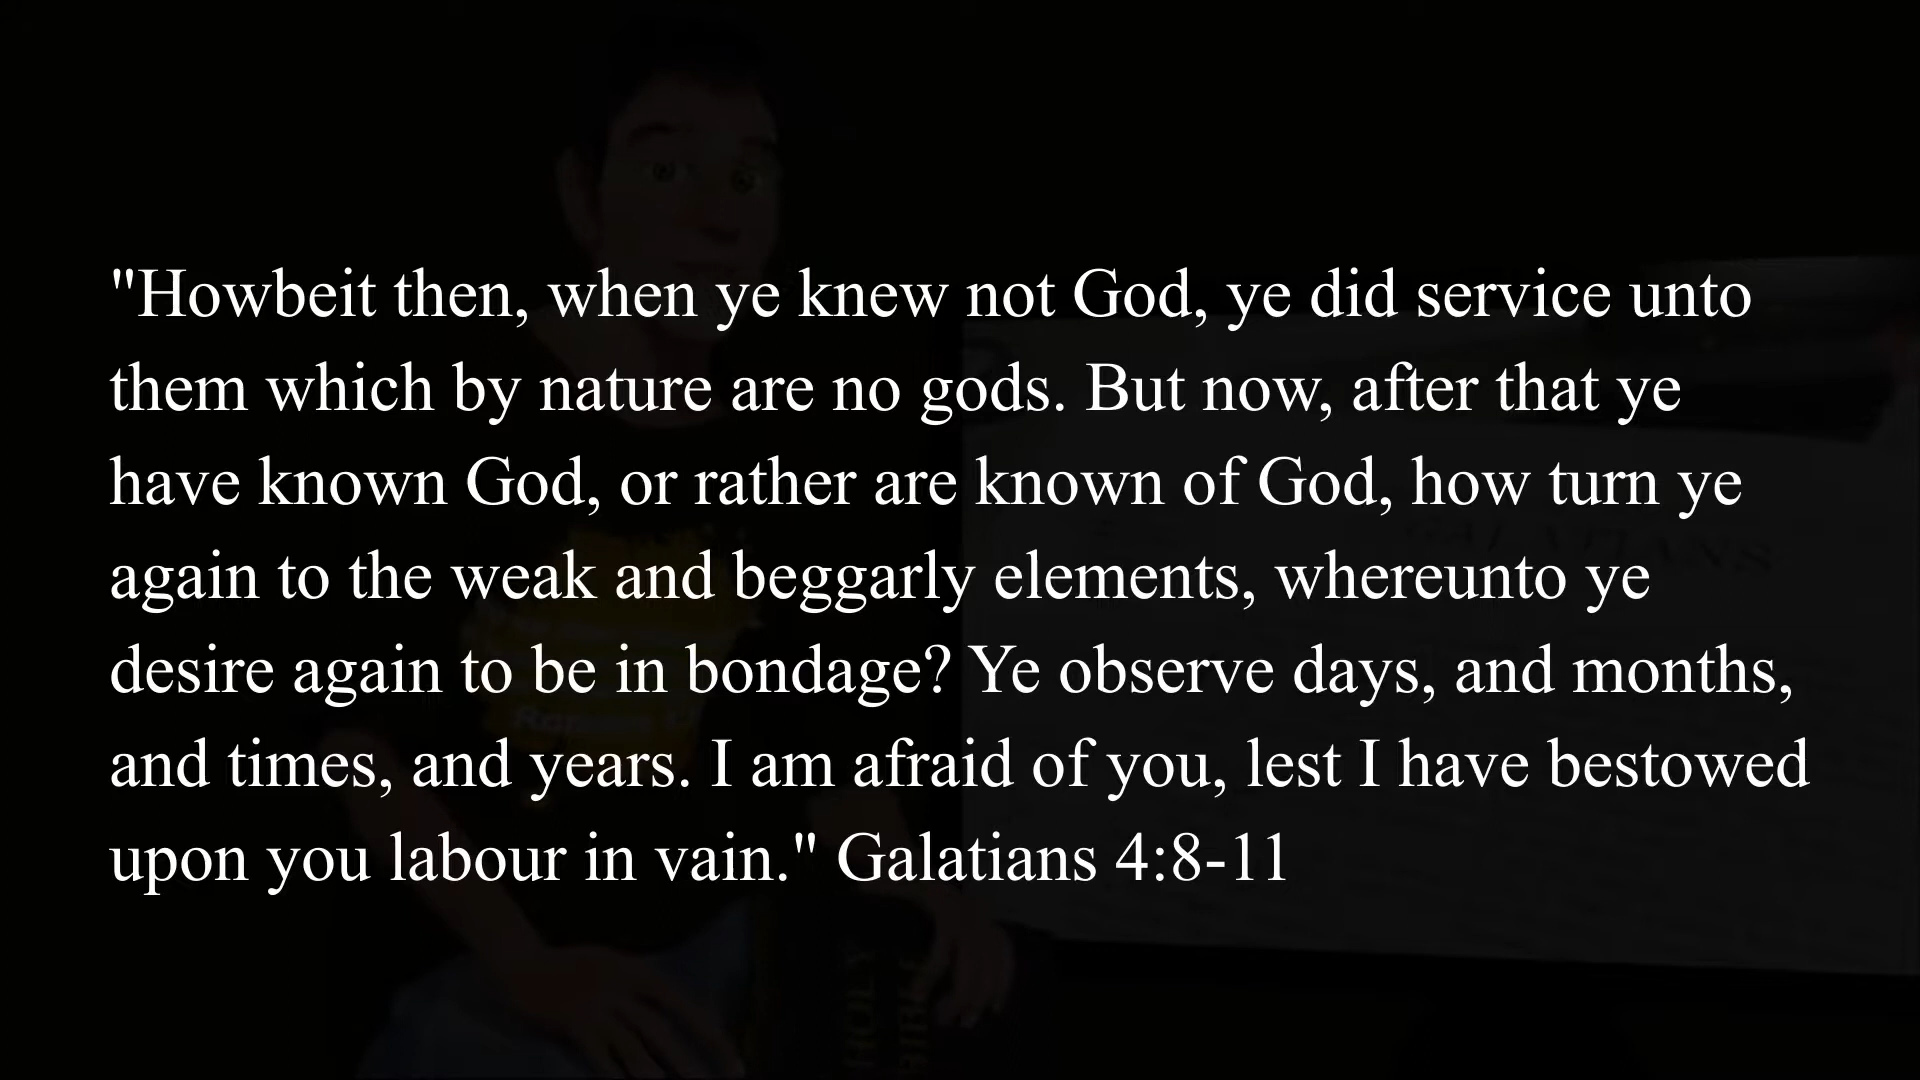 "Howbeit then, when ye knew not God, ye did service unto
them which by nature are no gods. But now, after that ye
have known God, or rather are known of God, how turn ye
again to the weak and beggarly elements, whereunto ye
desire again to be in bondage? Ye observe days, and months,
and times, and years. I am afraid of you, lest I have bestowed
upon you labour in vain." Galatians 4:8-11
GALATIANS
HOLY
BIBLE